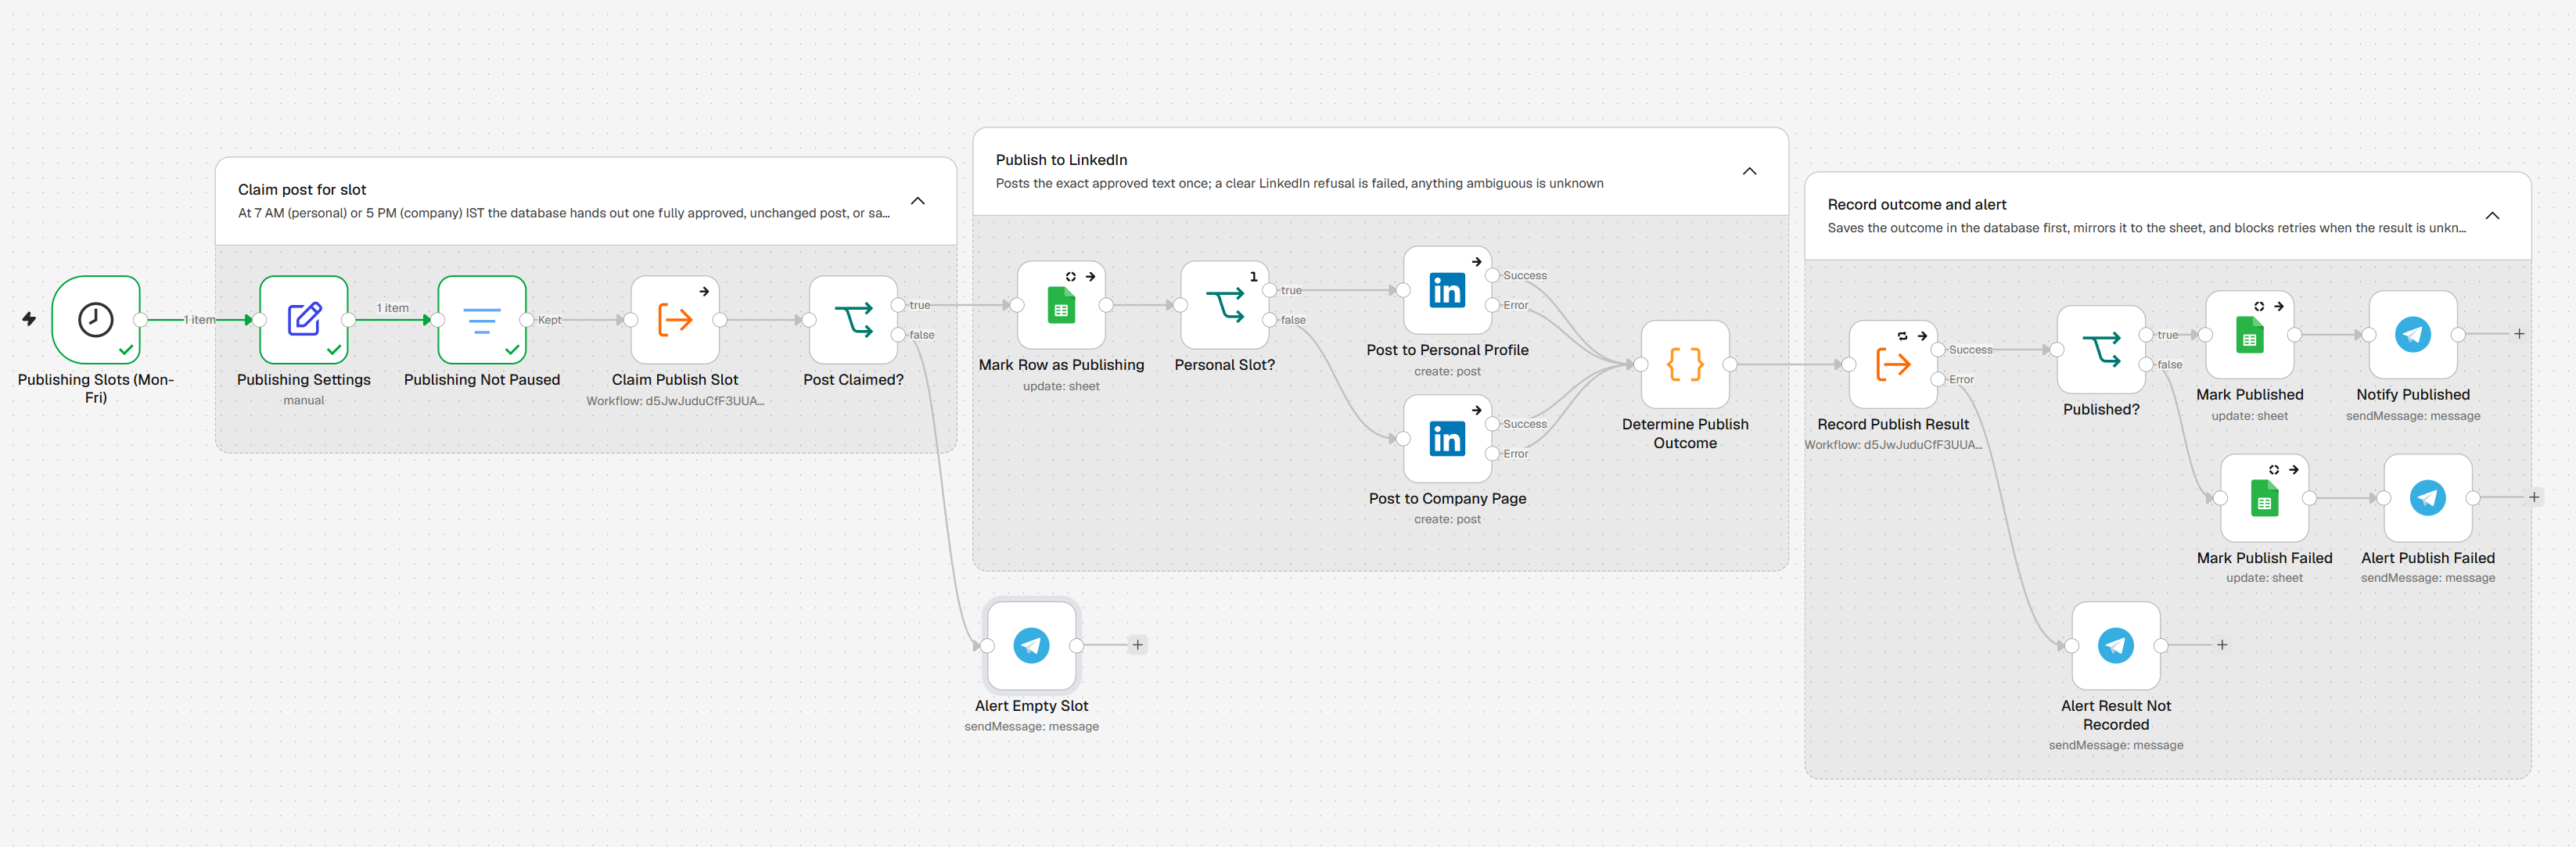 Claim post for slot
At 7 AM (personal) or 5 PM (company) IST the database hands out one fully approved, unchanged post, or sa...
Publish to LinkedIn
Posts the exact approved text once; a clear LinkedIn refusal is failed, anything ambiguous is unknown
Record outcome and alert
Saves the outcome in the database first, mirrors it to the sheet, and blocks retries when the result is unkn...
1 item
Publishing Slots (Mon-
Fri)
Publishing Settings
manual
1 item
Publishing Not Paused
Kept
Claim Publish Slot
Workflow: d5JwJuduCfF3UUA...
Post Claimed?
true
false
Mark Row as Publishing
update: sheet
1
Personal Slot?
true
false
in
Post to Personal Profile
create: post
Success
Error
in
Post to Company Page
create: post
Success
Error
{}
Determine Publish
Outcome
Record Publish Result
Workflow: d5JwJuduCfF3UUA...
Success
Error
Published?
true
false
Mark Published
update: sheet
Notify Published
sendMessage: message
Mark Publish Failed
update: sheet
Alert Publish Failed
sendMessage: message
Alert Empty Slot
sendMessage: message
Alert Result Not
Recorded
sendMessage: message